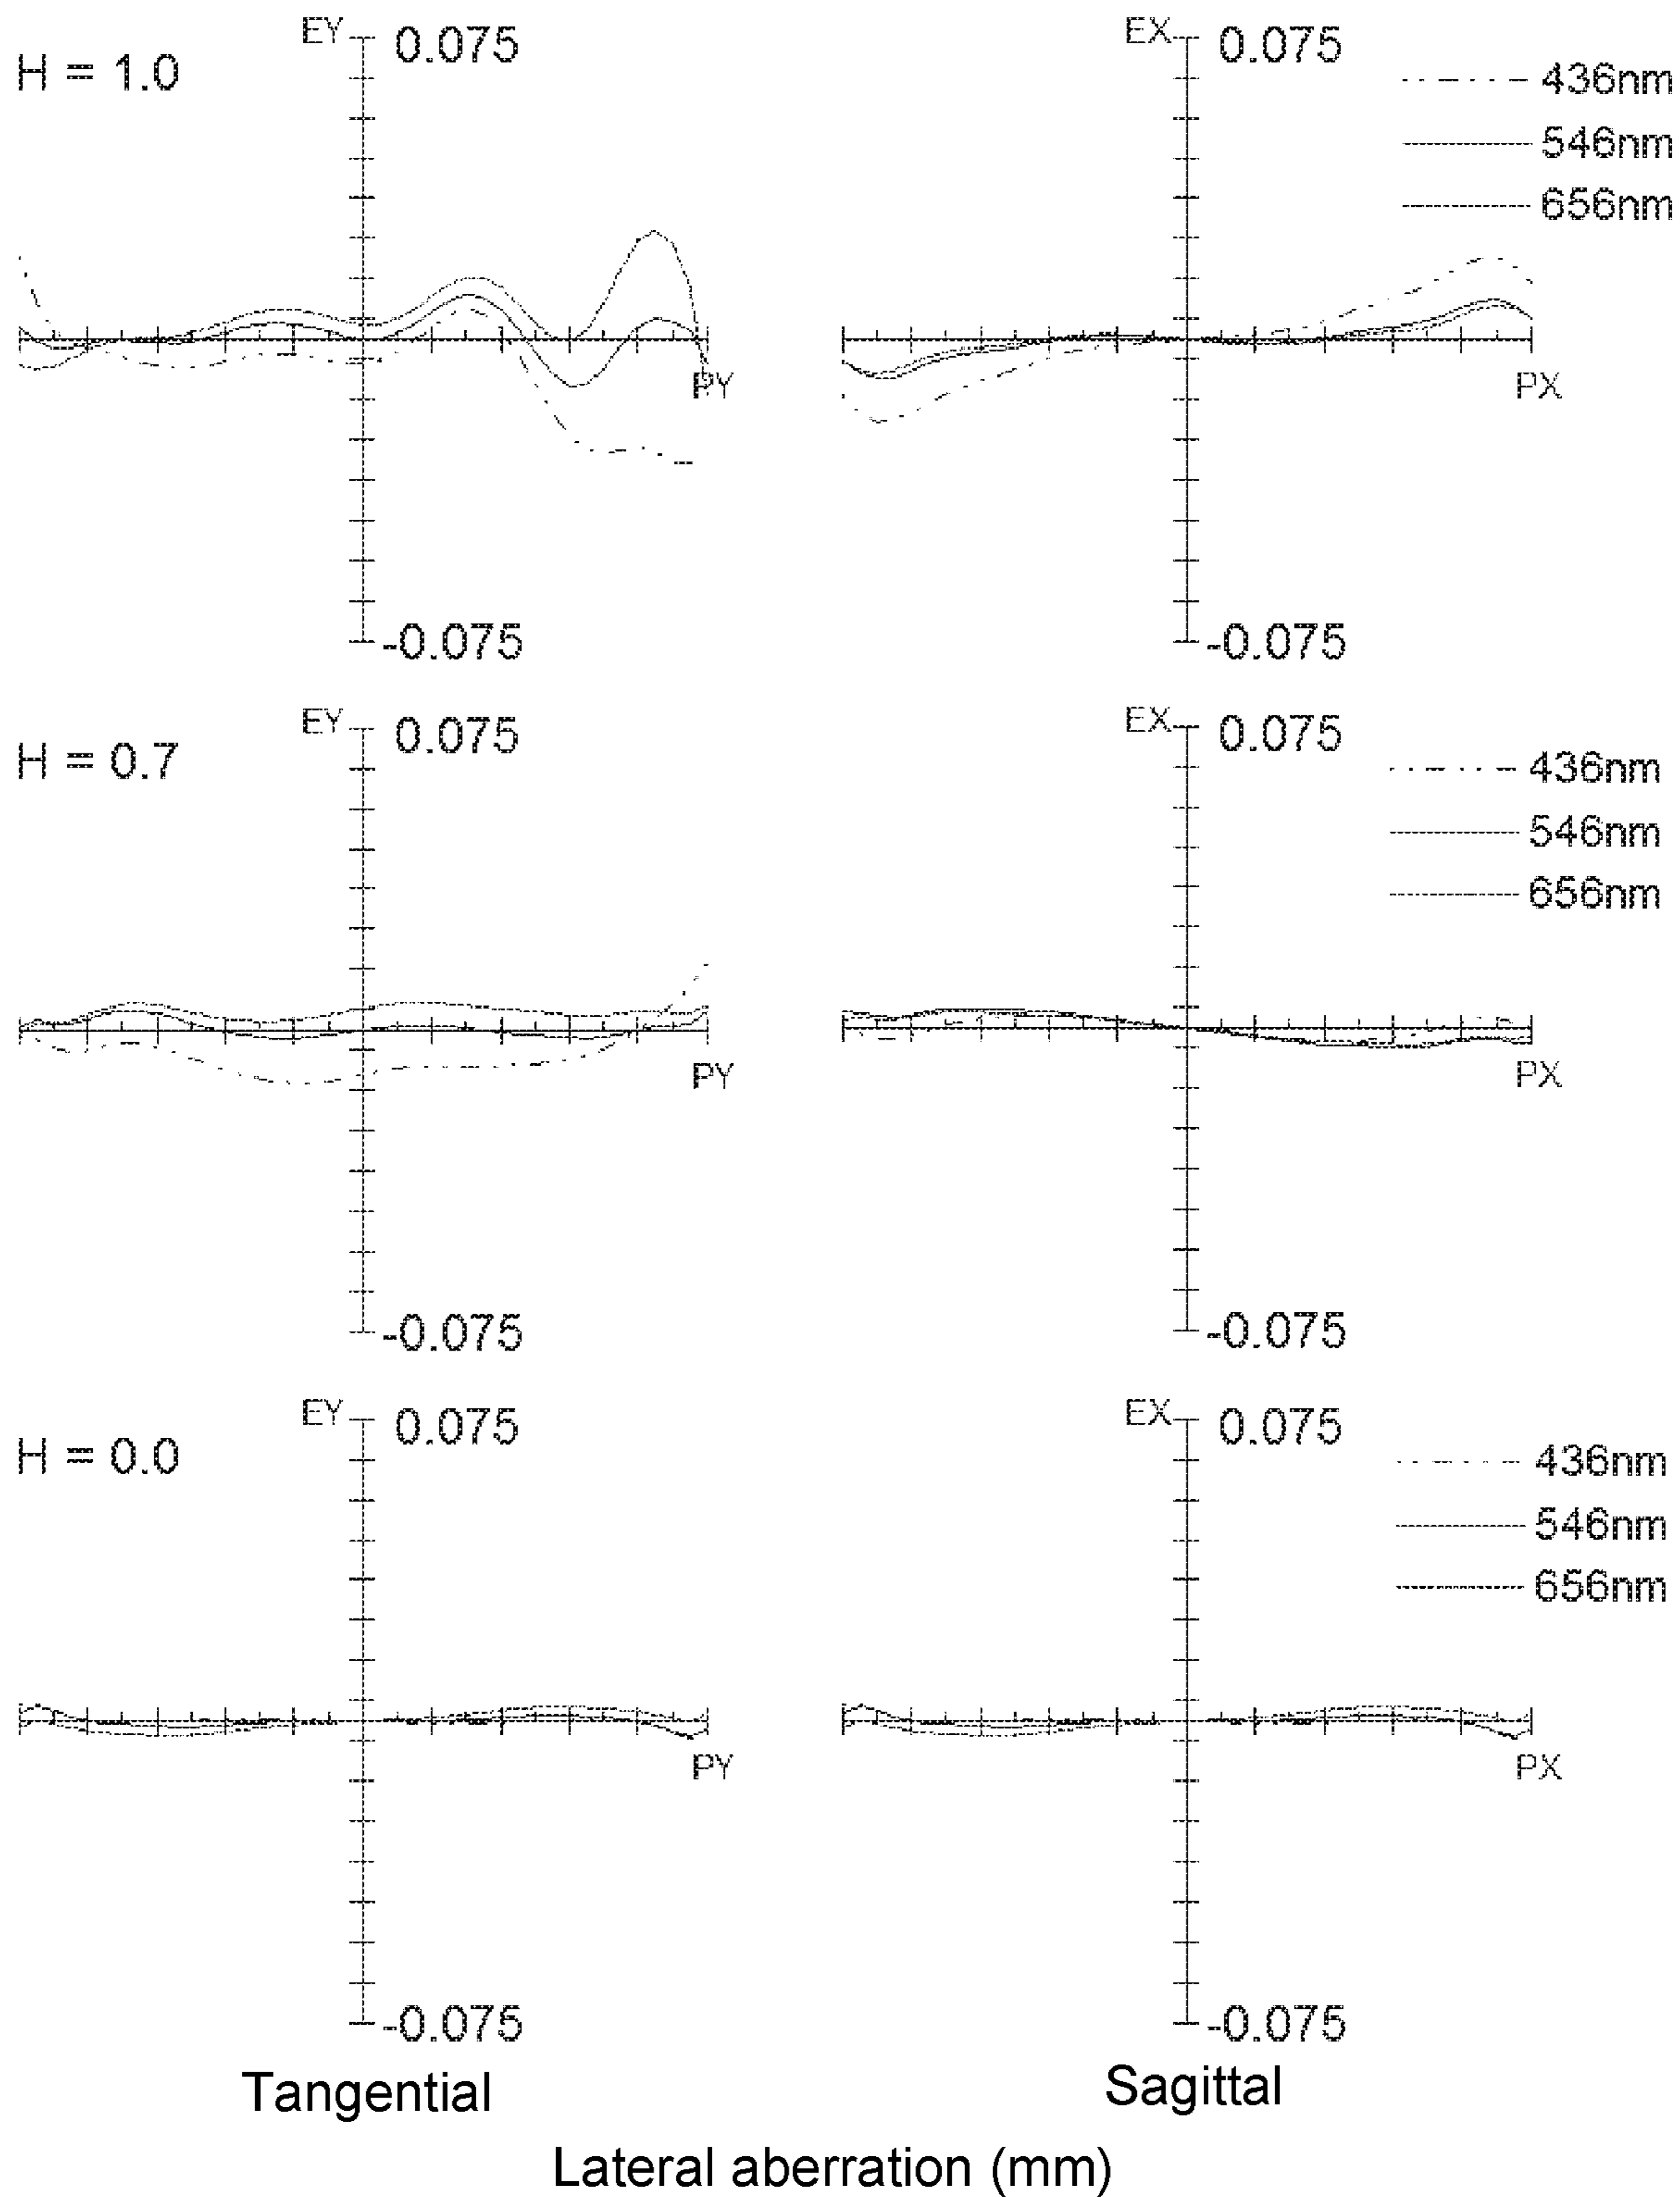 EY 0.075 EX 0.075
H = 1.0
436nm
546nm
656nm
PY PX
-0.075 -0.075
EY 0.075 EX 0.075
H = 0.7
436nm
546nm
656nm
PY PX
-0.075 -0.075
EY 0.075 EX 0.075
H = 0.0
436nm
546nm
656nm
PY PX
-0.075 -0.075
Tangential Sagittal
Lateral aberration (mm)